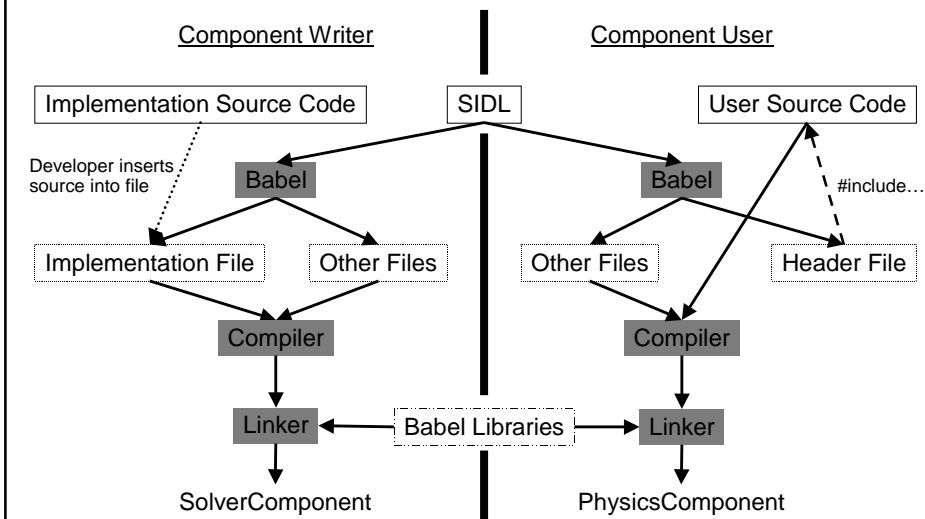 Component Writer
Component User
Implementation Source Code
SIDL
User Source Code
Developer inserts
source into file
Babel
Babel
#include…
Implementation File
Other Files
Other Files
Header File
Compiler
Compiler
Linker
Babel Libraries
Linker
SolverComponent
PhysicsComponent